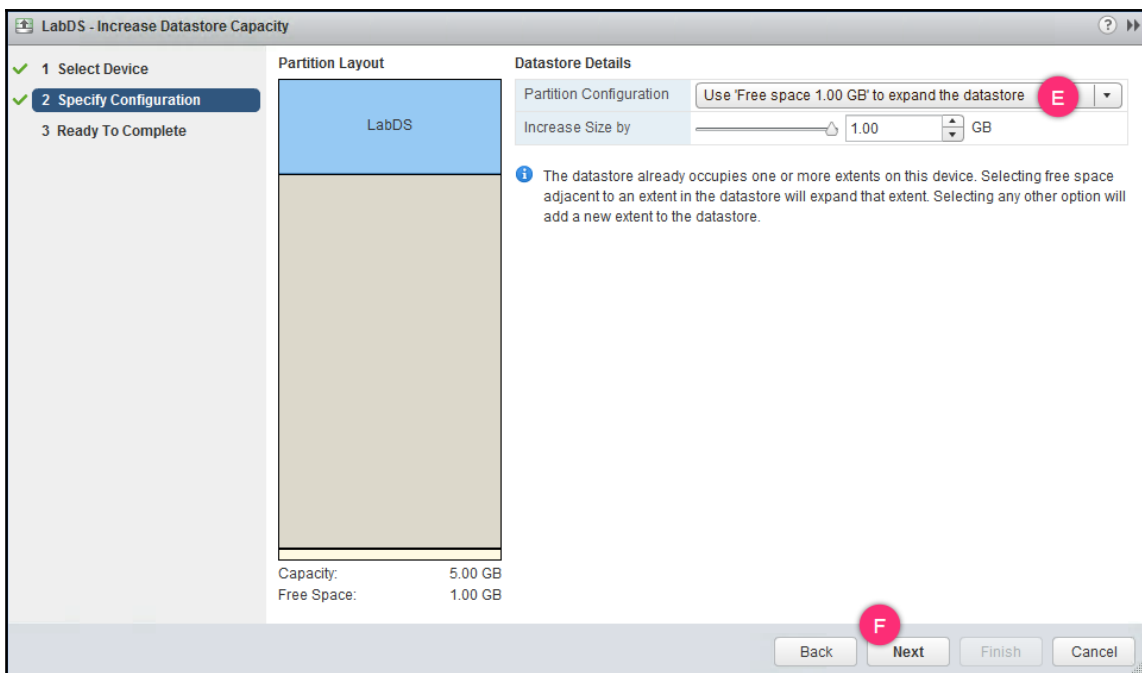 LabDS - Increase Datastore Capacity
?
1 Select Device
2 Specify Configuration
3 Ready To Complete
Partition Layout
LabDS
Capacity: 5.00 GB
Free Space: 1.00 GB
Datastore Details
Partition Configuration
Use 'Free space 1.00 GB' to expand the datastore
E
Increase Size by
1.00
GB
The datastore already occupies one or more extents on this device. Selecting free space
adjacent to an extent in the datastore will expand that extent. Selecting any other option will
add a new extent to the datastore.
F
Back
Next
Finish
Cancel